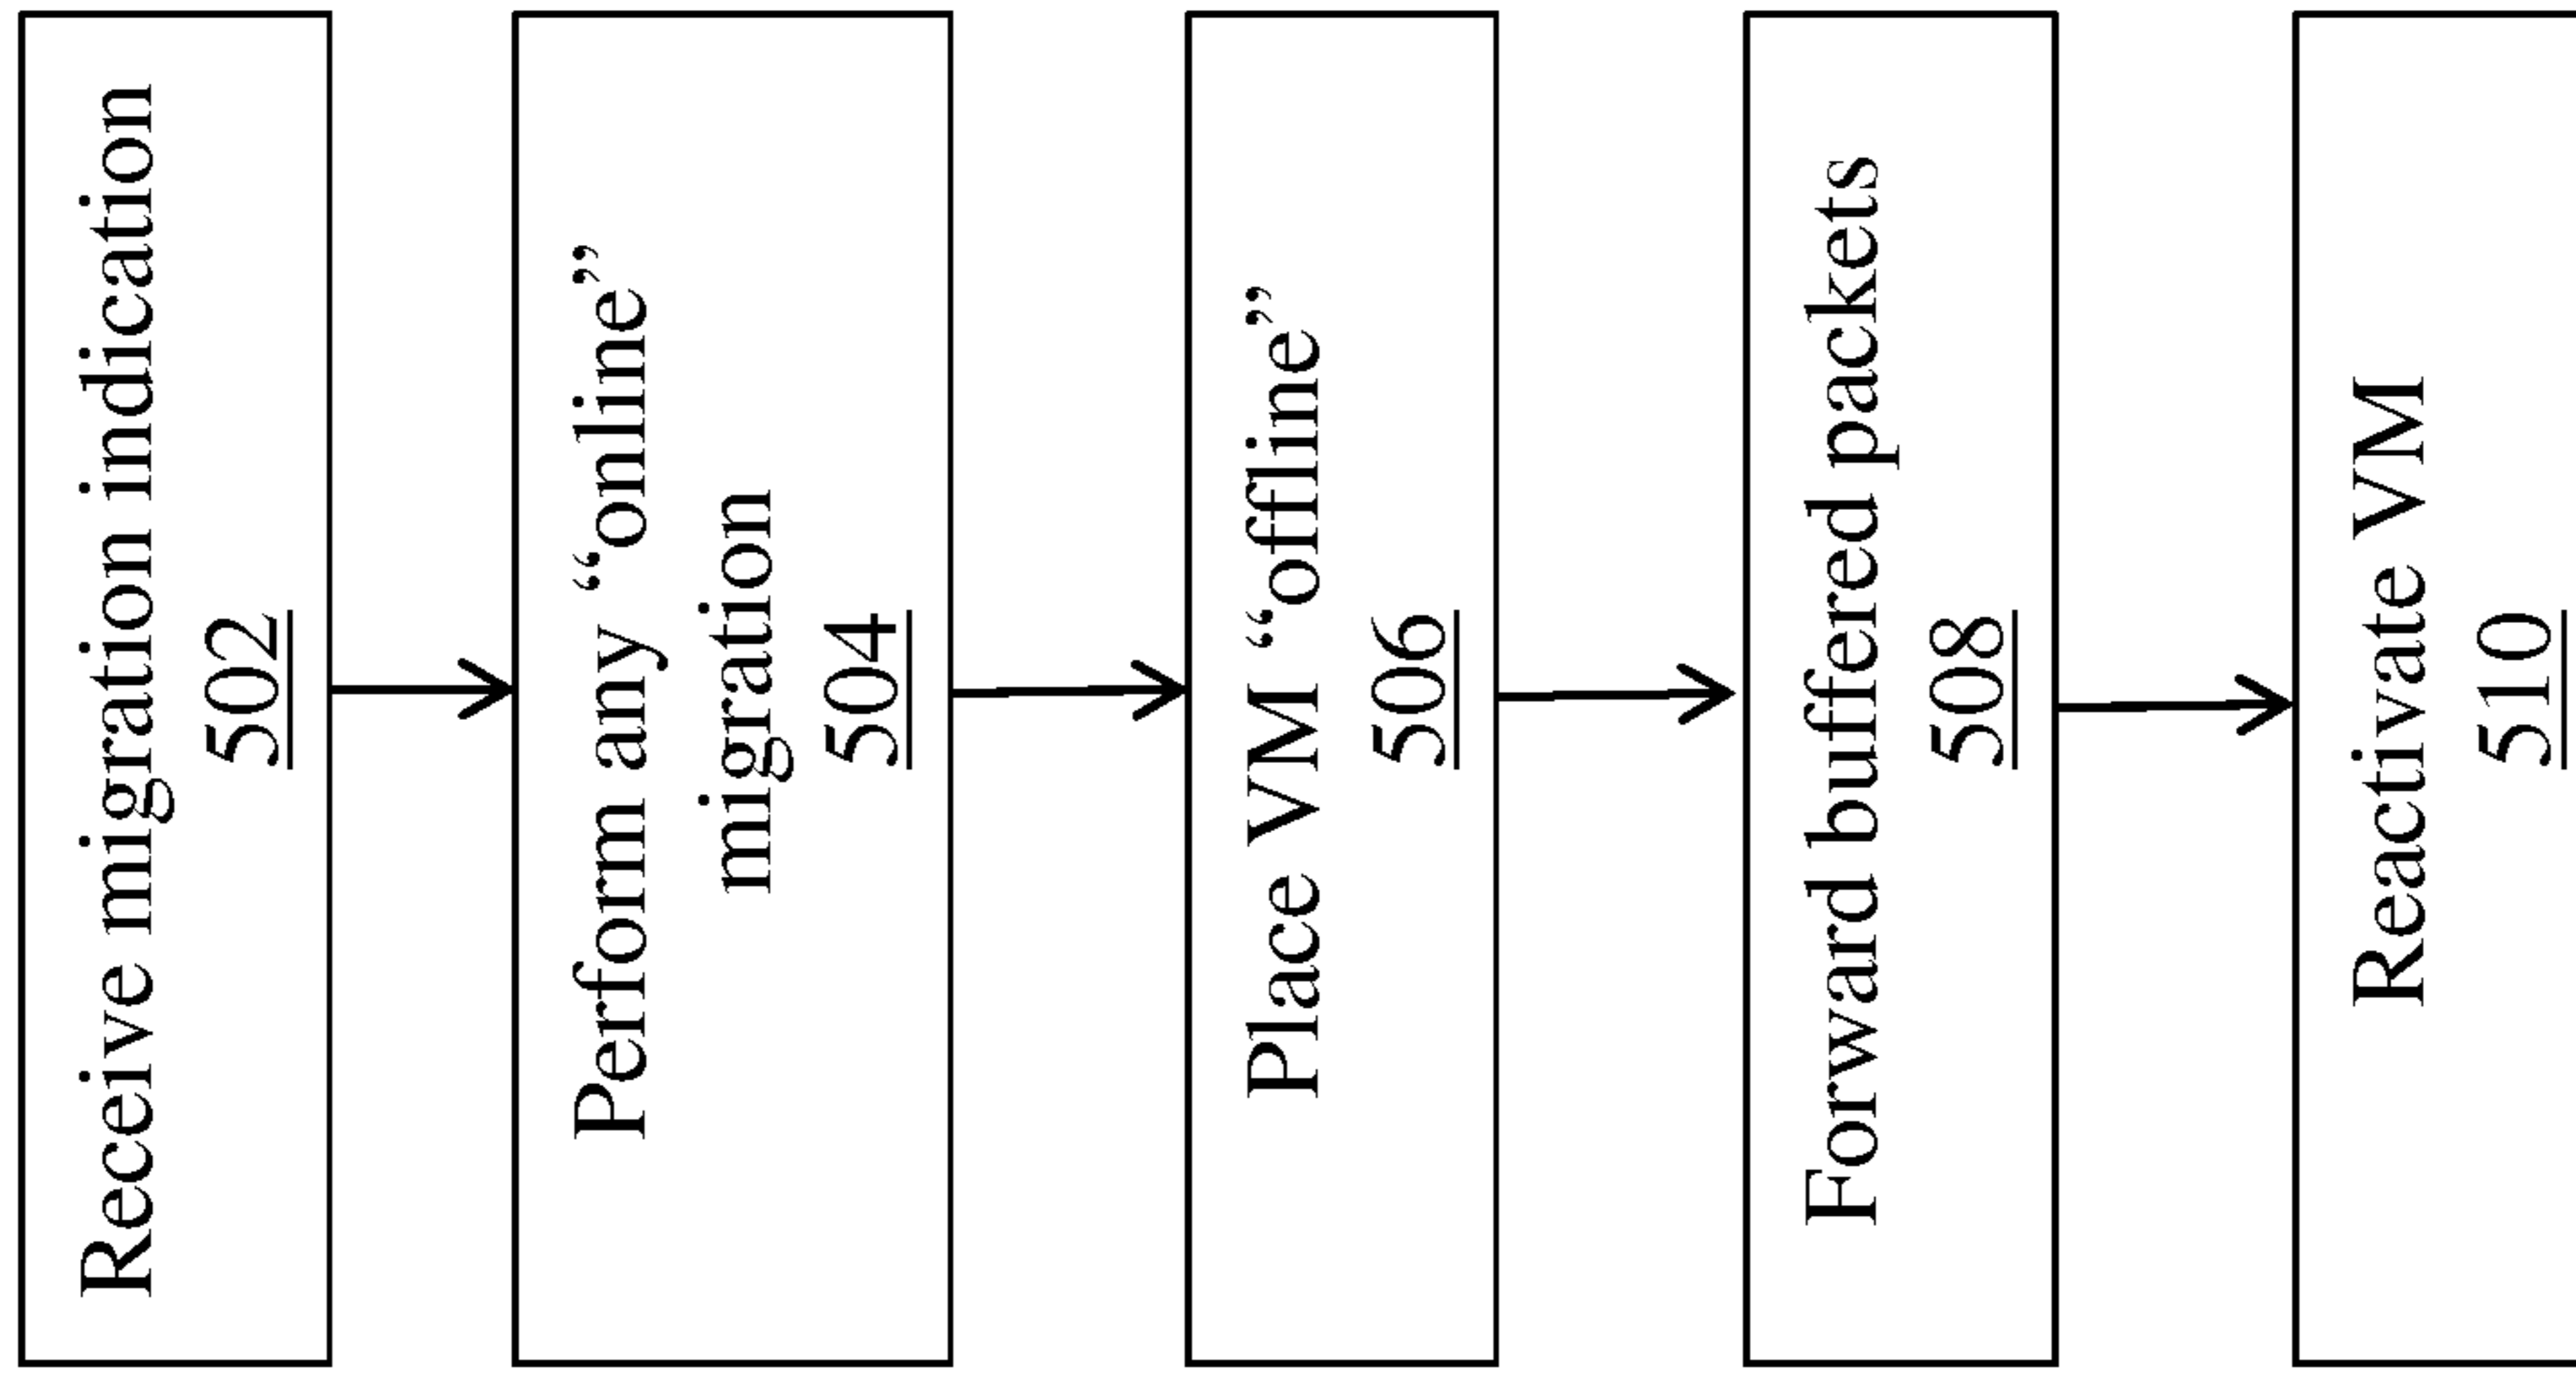 Receive migration indication
502
Perform any “online”
migration
504
Place VM “offline”
506
Forward buffered packets
508
Reactivate VM
510